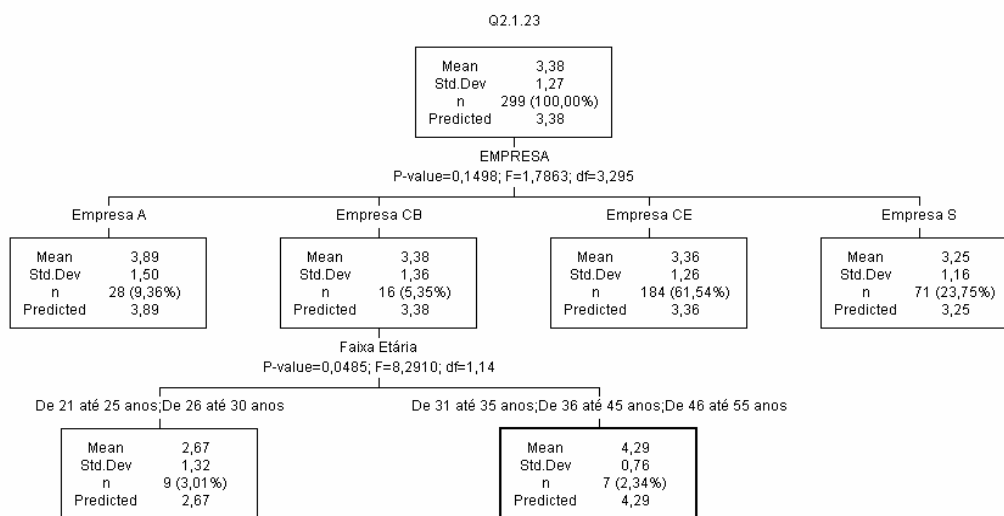 Q2.1.23
Mean 3,38
Std.Dev 1,27
n 299 (100,00%)
Predicted 3,38
EMPRESA
P-value=0,1498; F=1,7863; df=3,295
Empresa A
Mean 3,89
Std.Dev 1,50
n 28 (9,36%)
Predicted 3,89
Empresa CB
Mean 3,38
Std.Dev 1,36
n 16 (5,35%)
Predicted 3,38
Empresa CE
Mean 3,36
Std.Dev 1,26
n 184 (61,54%)
Predicted 3,36
Empresa S
Mean 3,25
Std.Dev 1,16
n 71 (23,75%)
Predicted 3,25
Faixa Etária
P-value=0,0485; F=8,2910; df=1,14
De 21 até 25 anos;De 26 até 30 anos
Mean 2,67
Std.Dev 1,32
n 9 (3,01%)
Predicted 2,67
De 31 até 35 anos;De 36 até 45 anos;De 46 até 55 anos
Mean 4,29
Std.Dev 0,76
n 7 (2,34%)
Predicted 4,29